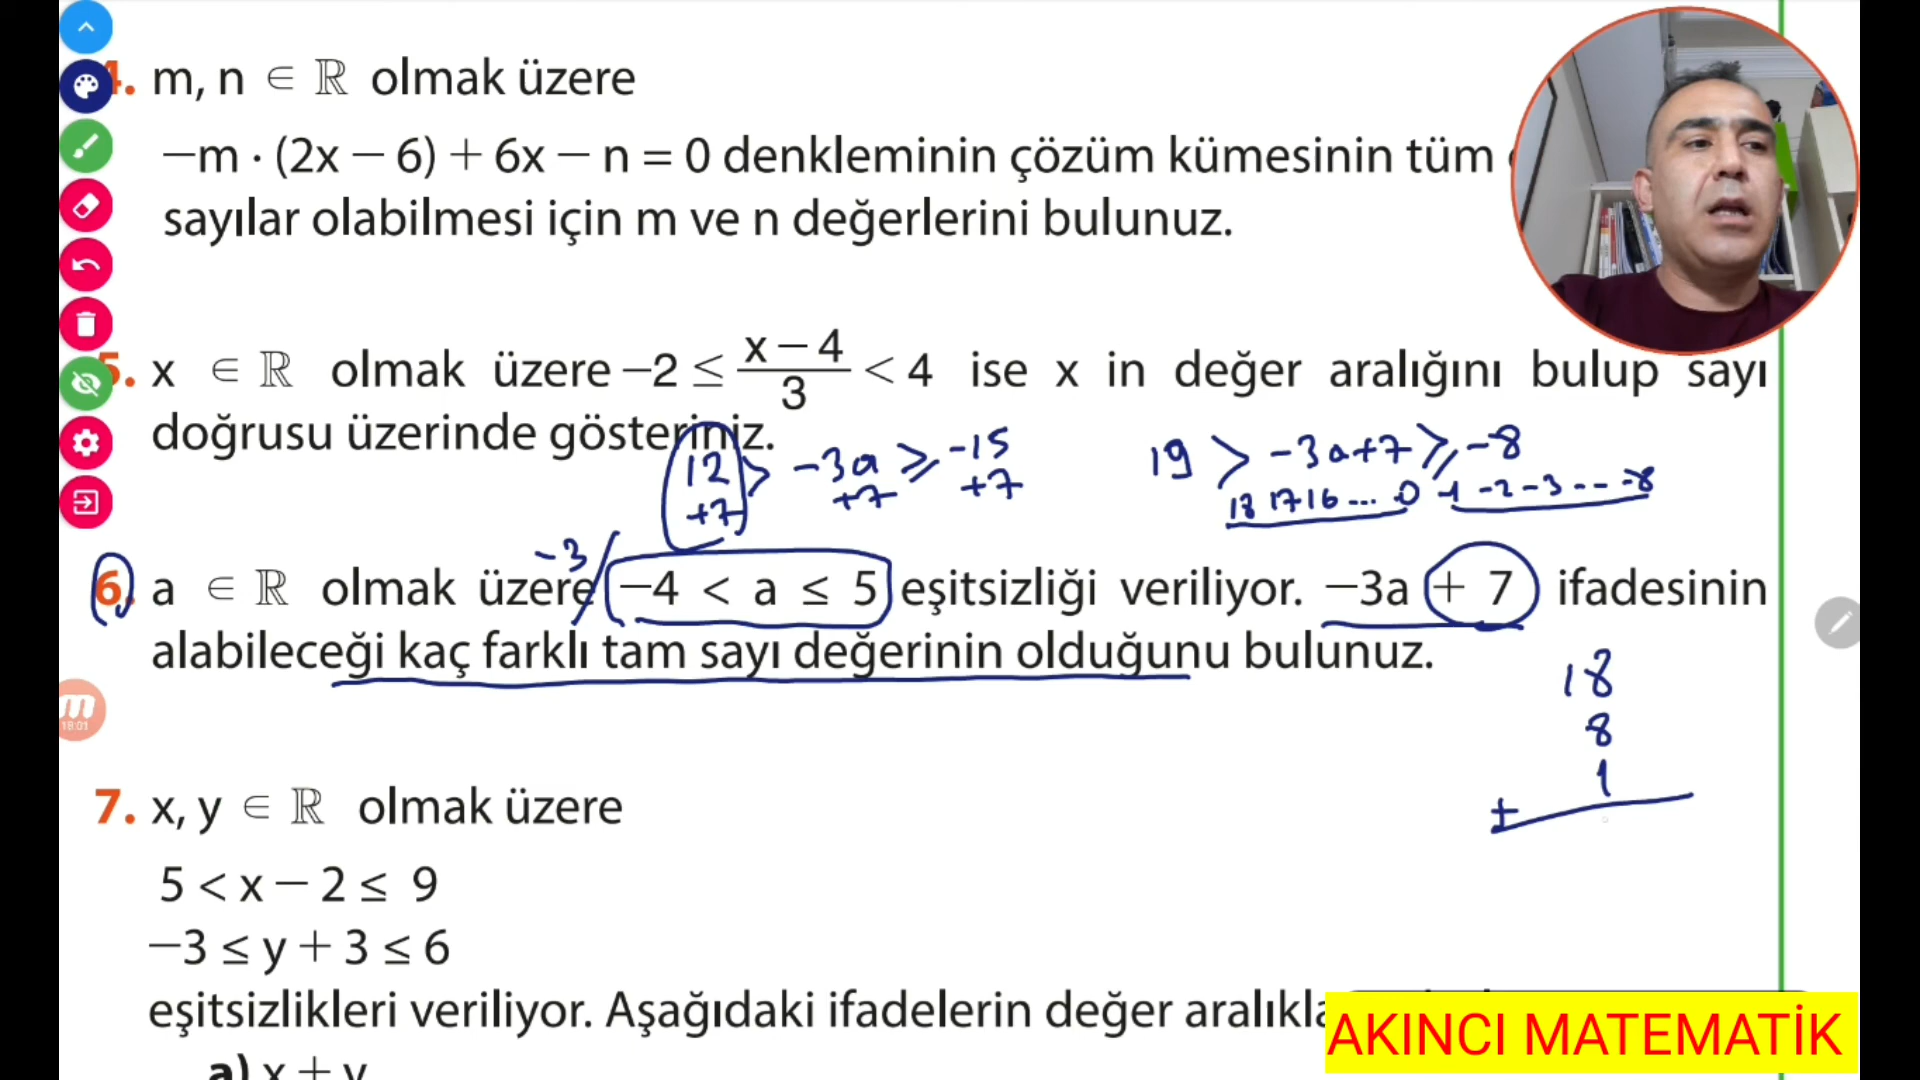 4. m, n ∈ ℝ olmak üzere
−m · (2x − 6) + 6x − n = 0 denkleminin çözüm kümesinin tüm
sayılar olabilmesi için m ve n değerlerini bulunuz.
5. x ∈ ℝ olmak üzere −2 ≤ (x − 4)/3 < 4 ise x in değer aralığını bulup sayı
doğrusu üzerinde gösteriniz.
12 > −3a ≥ −15
+7 +7 +7
19 > −3a+7 ≥ −8
18 17 16 ... 0 −1 −2 −3 ... −8
−3/
6. a ∈ ℝ olmak üzere −4 < a ≤ 5 eşitsizliği veriliyor. −3a + 7 ifadesinin
alabileceği kaç farklı tam sayı değerinin olduğunu bulunuz.
18
8
1
+
m
18:01
7. x, y ∈ ℝ olmak üzere
5 < x − 2 ≤ 9
−3 ≤ y + 3 ≤ 6
eşitsizlikleri veriliyor. Aşağıdaki ifadelerin değer
AKINCI MATEMATİK
a) x + y